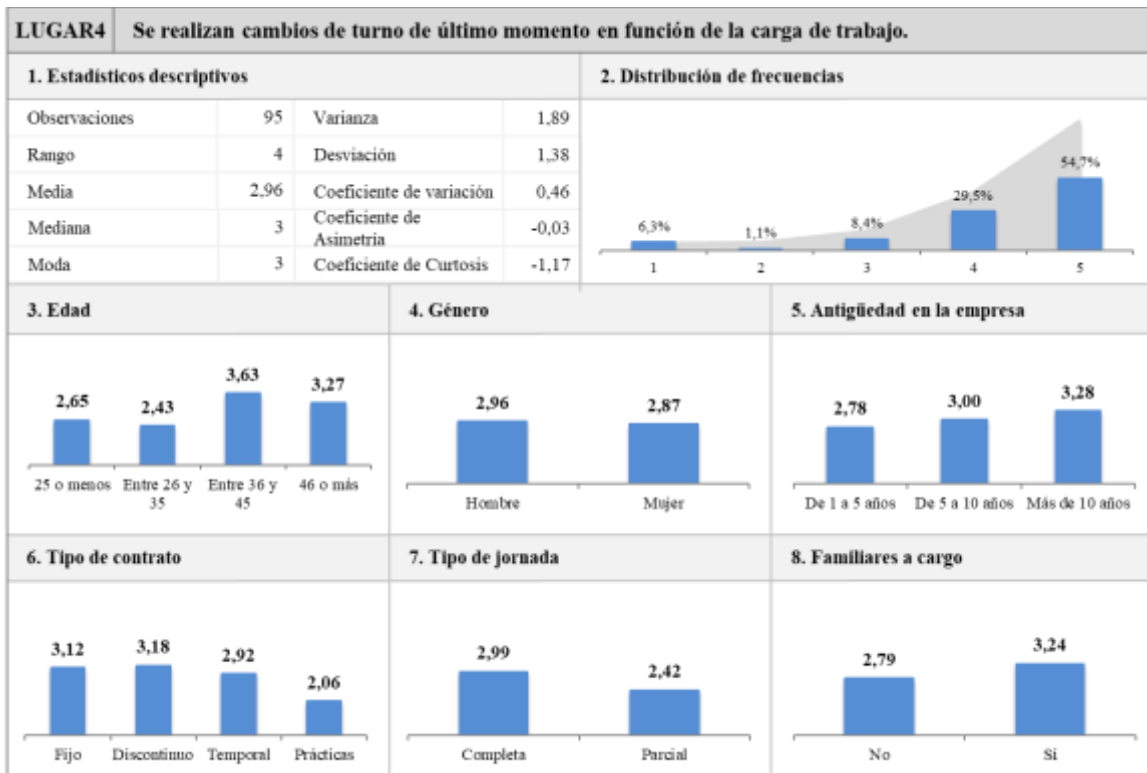 LUGAR4 Se realizan cambios de turno de último momento en función de la carga de trabajo.
1. Estadísticos descriptivos
Observaciones 95 Varianza 1,89
Rango 4 Desviación 1,38
Media 2,96 Coeficiente de variación 0,46
Mediana 3 Coeficiente de Asimetría -0,03
Moda 3 Coeficiente de Curtosis -1,17
2. Distribución de frecuencias
6,3% 1,1% 8,4% 29,5% 54,7%
1 2 3 4 5
3. Edad
2,65 2,43 3,63 3,27
25 o menos Entre 26 y 35 Entre 36 y 45 46 o más
4. Género
2,96 2,87
Hombre Mujer
5. Antigüedad en la empresa
2,78 3,00 3,28
De 1 a 5 años De 5 a 10 años Más de 10 años
6. Tipo de contrato
3,12 3,18 2,92 2,06
Fijo Discontinuo Temporal Prácticas
7. Tipo de jornada
2,99 2,42
Completa Parcial
8. Familiares a cargo
2,79 3,24
No Sí